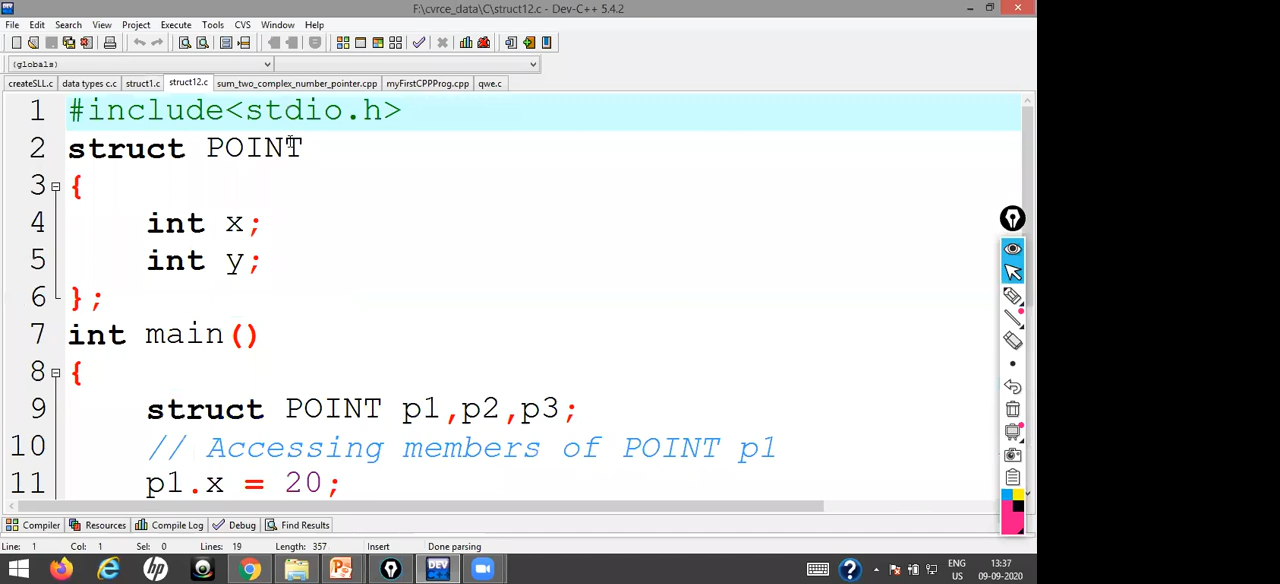 F:\cvrce_data\C\struct12.c - Dev-C++ 5.4.2
File Edit Search View Project Execute Tools CVS Window Help
(globals)
createSLL.c data types c.c struct1.c struct12.c sum_two_complex_number_pointer.cpp myFirstCPPProg.cpp qwe.c
1 #include<stdio.h>
2 struct POINT
3 {
4 int x;
5 int y;
6 };
7 int main()
8 {
9 struct POINT p1,p2,p3;
10 // Accessing members of POINT p1
11 p1.x = 20;
Compiler Resources Compile Log Debug Find Results
Line: 1 Col: 1 Sel: 0 Lines: 19 Length: 357 Insert Done parsing
ENG 13:37
US 09-09-2020